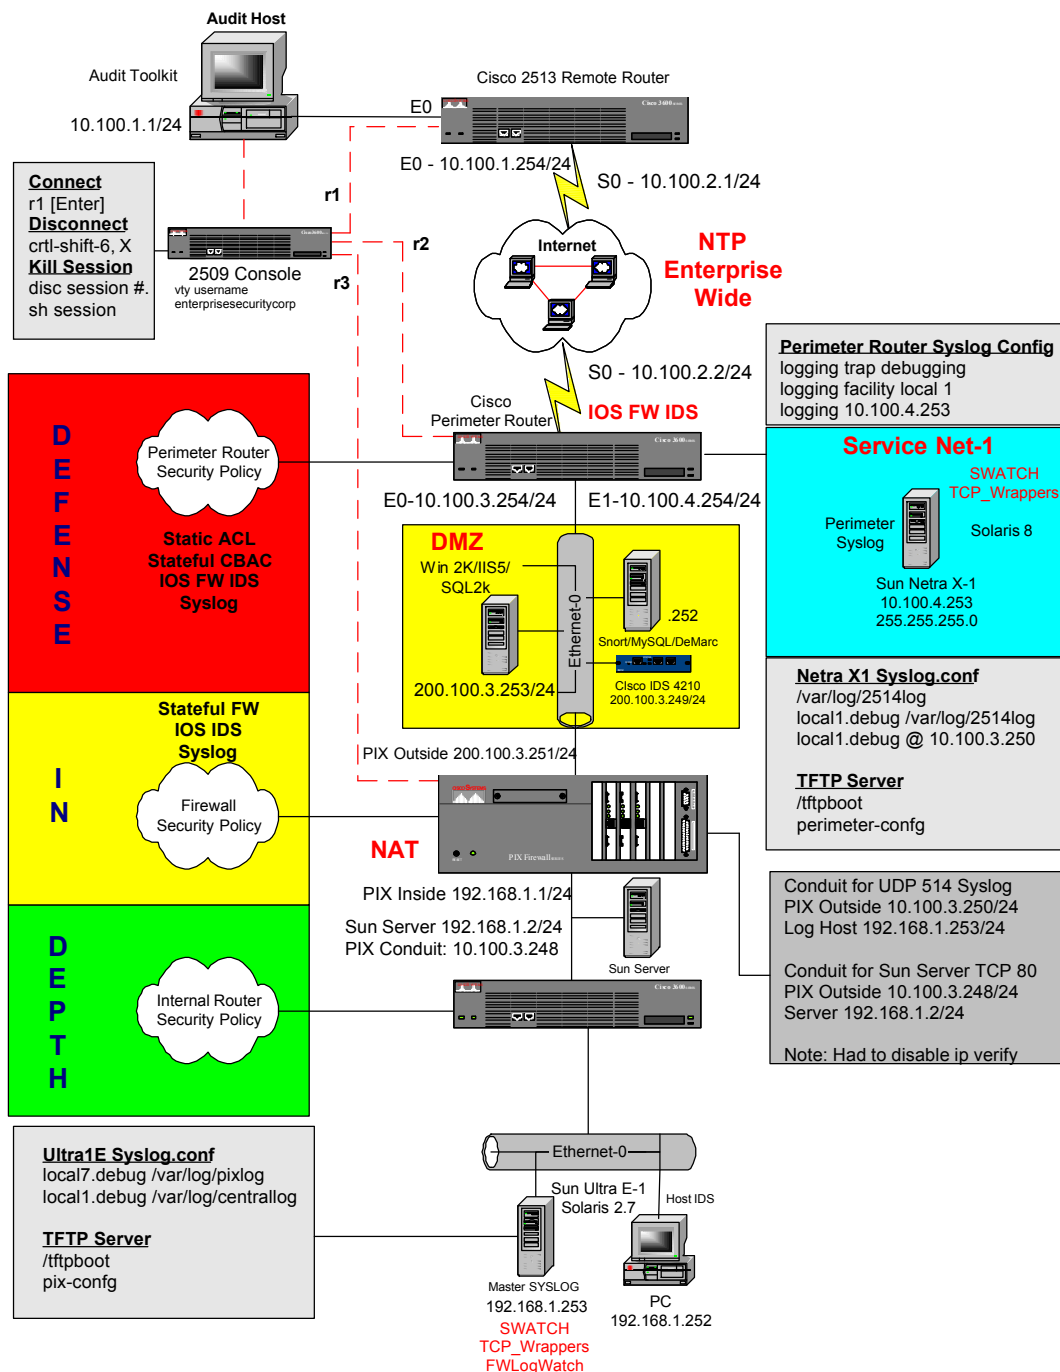 Audit Host
Audit Toolkit
10.100.1.1/24
Cisco 2513 Remote Router
E0
Cisco 3600
E0 - 10.100.1.254/24
S0 - 10.100.2.1/24
Connect
r1 [Enter]
Disconnect
crtl-shift-6, X
Kill Session
disc session #.
sh session
r1
r2
r3
2509 Console
vty username
enterprisesecuritycorp
Internet
NTP
Enterprise
Wide
S0 - 10.100.2.2/24
Cisco
Perimeter Router
IOS FW IDS
Cisco 3600
Perimeter Router Syslog Config
logging trap debugging
logging facility local 1
logging 10.100.4.253
D
E
F
E
N
S
E
Perimeter Router
Security Policy
Static ACL
Stateful CBAC
IOS FW IDS
Syslog
E0-10.100.3.254/24
E1-10.100.4.254/24
Service Net-1
SWATCH
TCP_Wrappers
Perimeter
Syslog
Solaris 8
Sun Netra X-1
10.100.4.253
255.255.255.0
DMZ
Win 2K/IIS5/
SQL2k
Ethernet-0
.252
Snort/MySQL/DeMarc
200.100.3.253/24
CIsco IDS 4210
200.100.3.249/24
Netra X1 Syslog.conf
/var/log/2514log
local1.debug /var/log/2514log
local1.debug @ 10.100.3.250
TFTP Server
/tftpboot
perimeter-confg
I
N
Stateful FW
IOS IDS
Syslog
Firewall
Security Policy
PIX Outside 200.100.3.251/24
CISCO SYSTEMS
PIX Firewall
NAT
PIX Inside 192.168.1.1/24
Sun Server 192.168.1.2/24
PIX Conduit: 10.100.3.248
Sun Server
Conduit for UDP 514 Syslog
PIX Outside 10.100.3.250/24
Log Host 192.168.1.253/24
Conduit for Sun Server TCP 80
PIX Outside 10.100.3.248/24
Server 192.168.1.2/24
Note: Had to disable ip verify
D
E
P
T
H
Internal Router
Security Policy
Cisco 3600
Ultra1E Syslog.conf
local7.debug /var/log/pixlog
local1.debug /var/log/centrallog
TFTP Server
/tftpboot
pix-confg
Ethernet-0
Sun Ultra E-1
Solaris 2.7
Host IDS
Master SYSLOG
192.168.1.253
SWATCH
TCP_Wrappers
FWLogWatch
PC
192.168.1.252